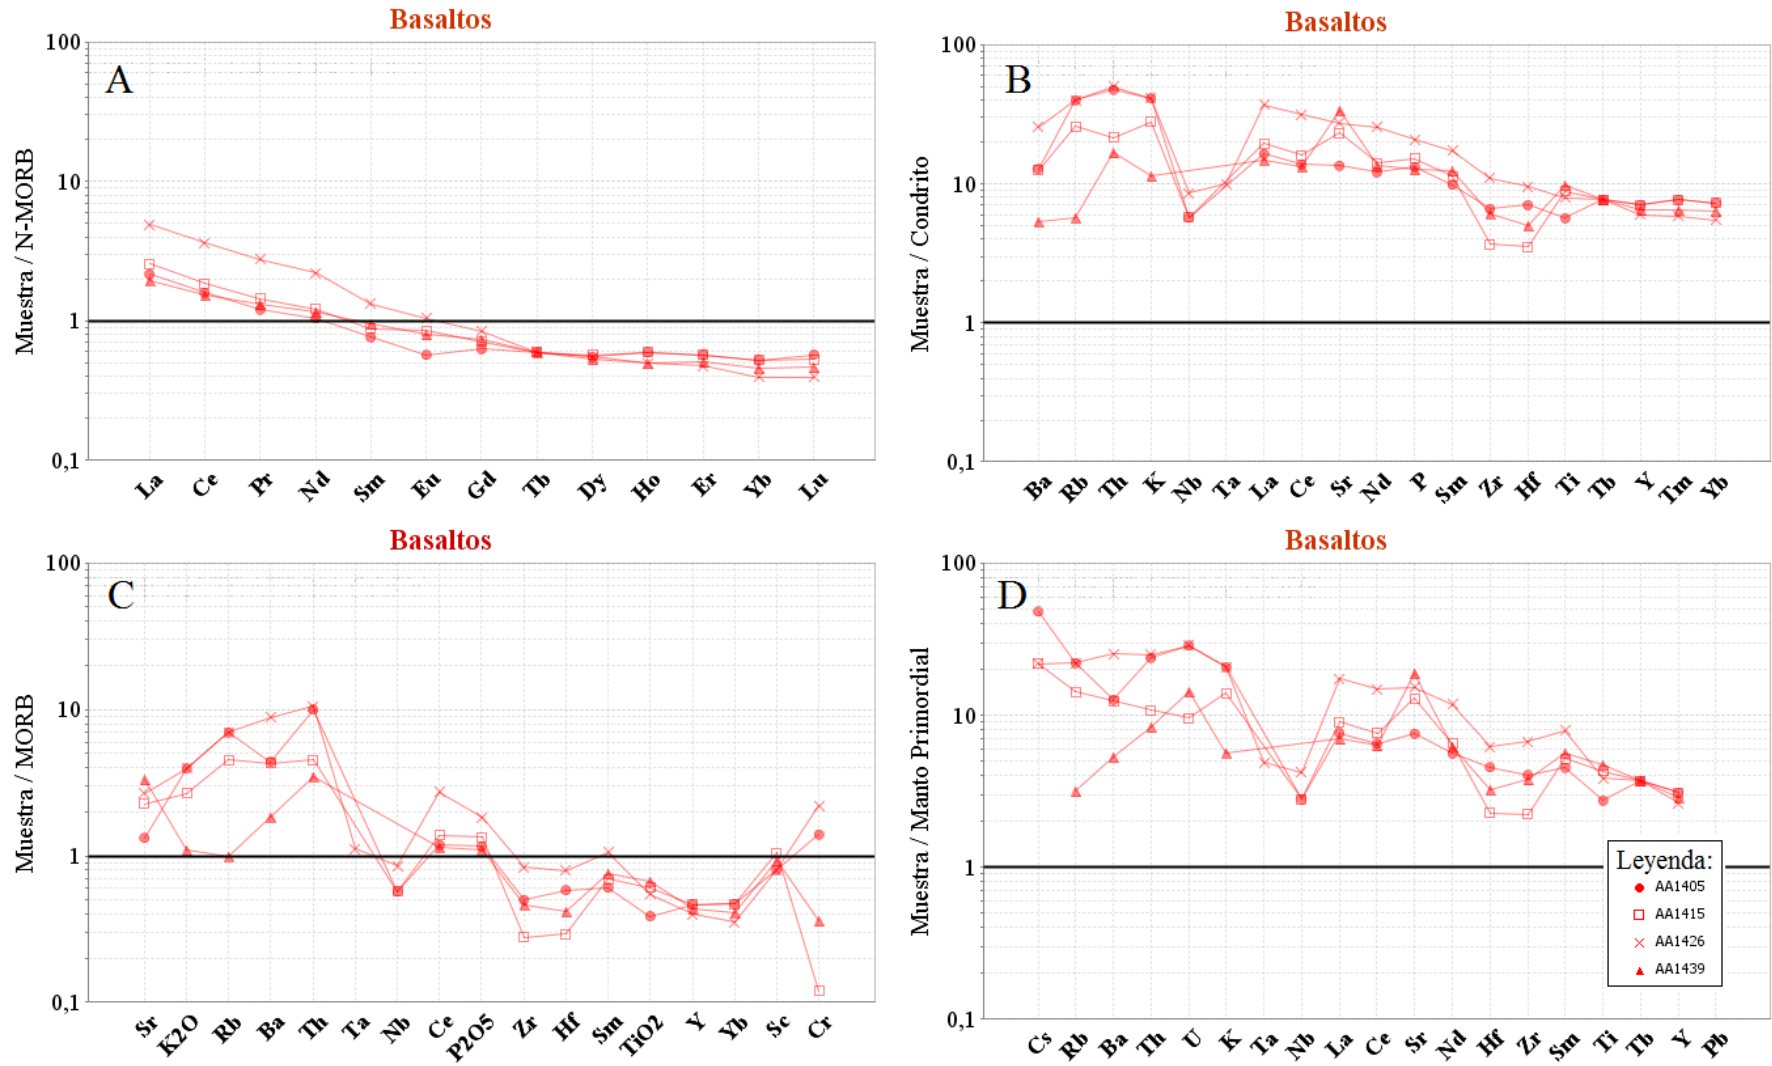 Basaltos
A
Muestra / N-MORB
100
10
1
0,1
La Ce Pr Nd Sm Eu Gd Tb Dy Ho Er Yb Lu
Basaltos
B
Muestra / Condrito
100
10
1
0,1
Ba Rb Th K Nb Ta La Ce Sr Nd P Sm Zr Hf Ti Tb Y Tm Yb
Basaltos
C
Muestra / MORB
100
10
1
0,1
Sr K2O Rb Ba Th Ta Nb Ce P2O5 Zr Hf Sm TiO2 Y Yb Sc Cr
Basaltos
D
Muestra / Manto Primordial
100
10
1
0,1
Cs Rb Ba Th U K Ta Nb La Ce Sr Nd Hf Zr Sm Ti Tb Y Pb
Leyenda:
AA1405
AA1415
AA1426
AA1439